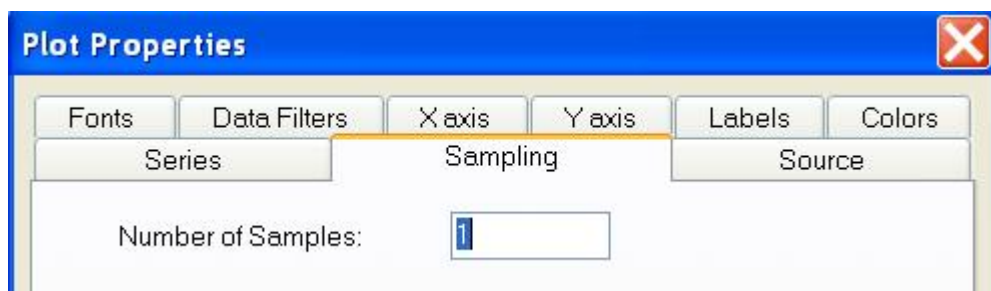 Plot Properties
Fonts Data Filters X axis Y axis Labels Colors
Series Sampling Source
Number of Samples: 1